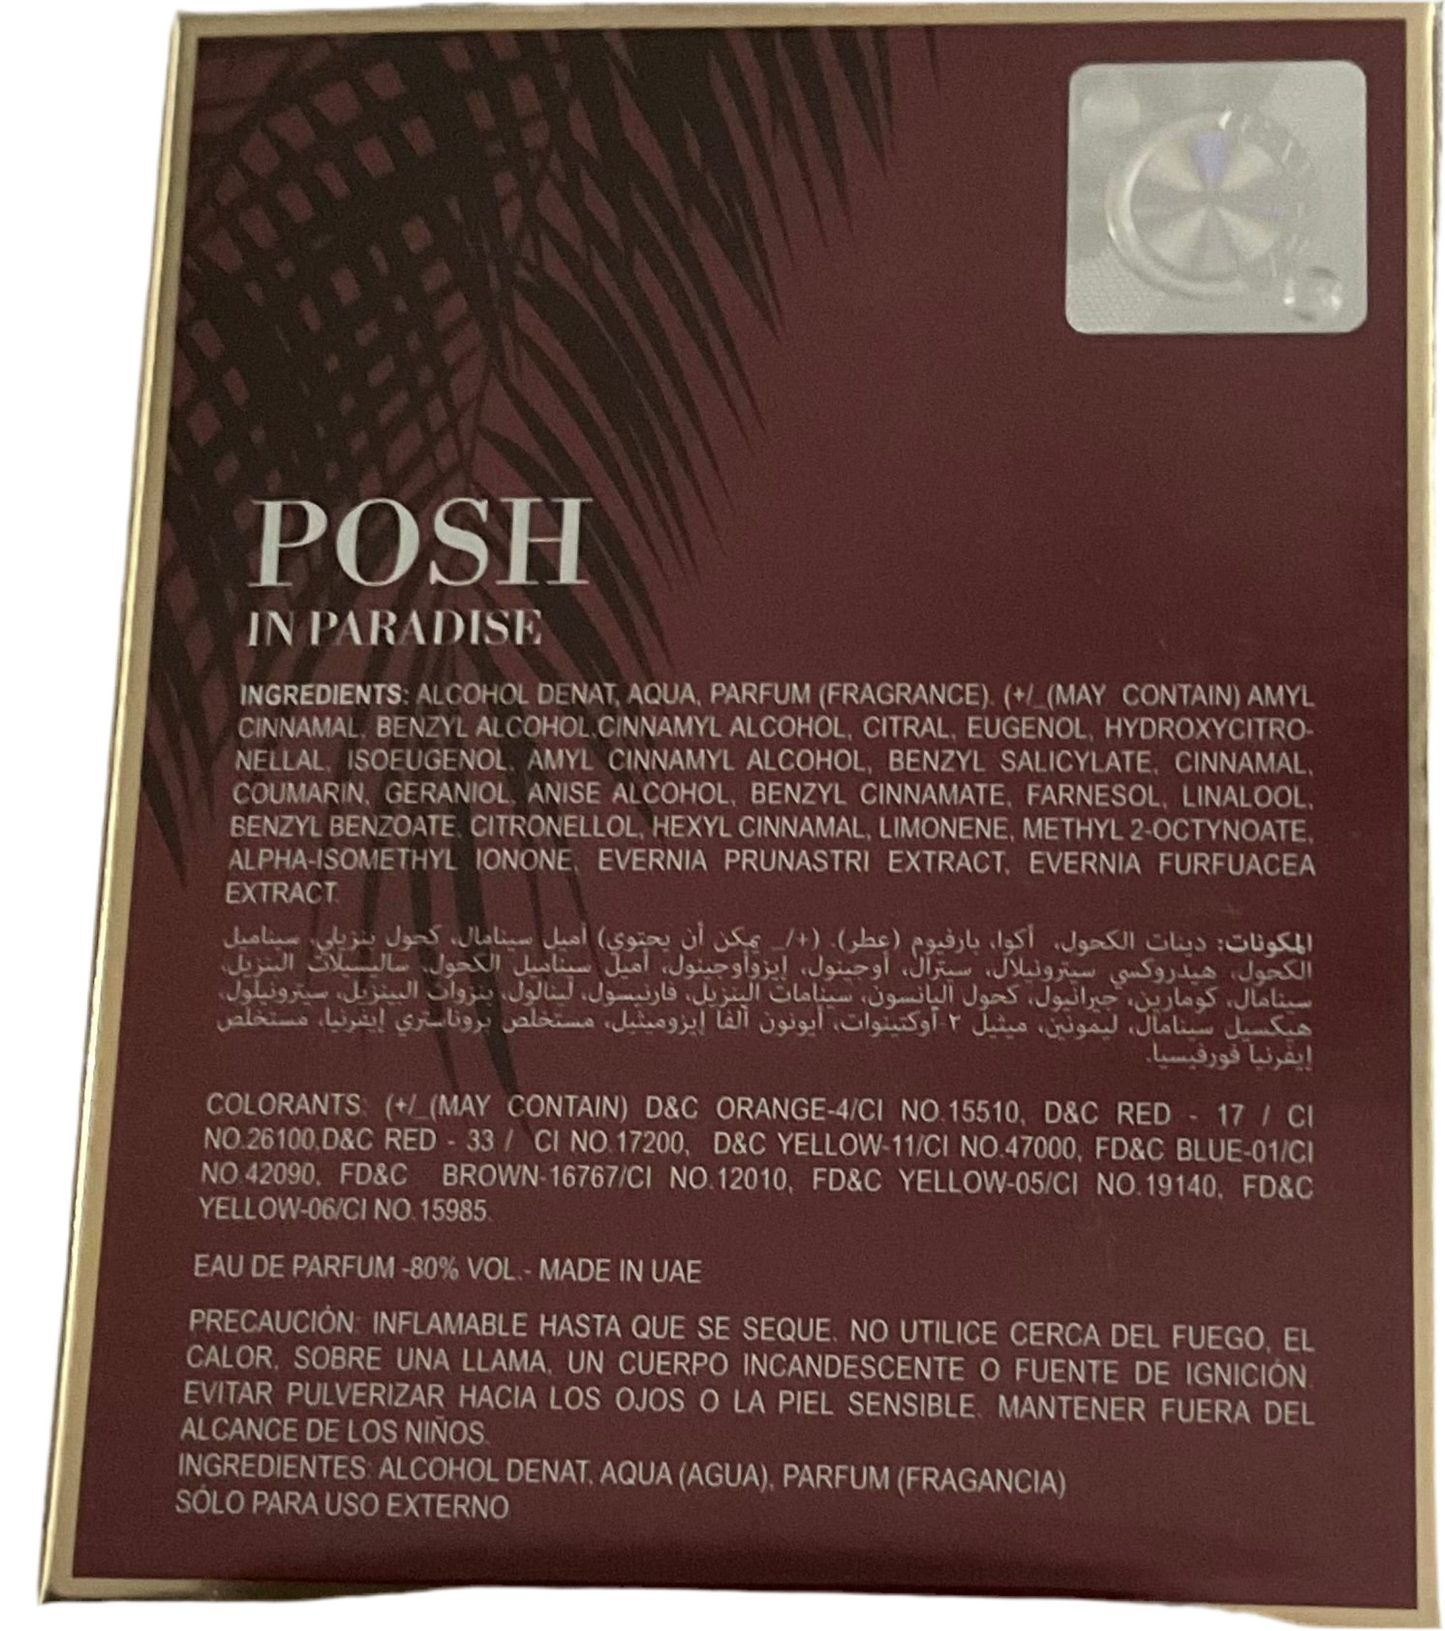 POSH
IN PARADISE
INGREDIENTS: ALCOHOL DENAT, AQUA, PARFUM (FRAGRANCE). (+/_(MAY CONTAIN) AMYL
CINNAMAL, BENZYL ALCOHOL,CINNAMYL ALCOHOL, CITRAL, EUGENOL, HYDROXYCITRO-
NELLAL, ISOEUGENOL, AMYL CINNAMYL ALCOHOL, BENZYL SALICYLATE, CINNAMAL,
COUMARIN, GERANIOL, ANISE ALCOHOL, BENZYL CINNAMATE, FARNESOL, LINALOOL,
BENZYL BENZOATE, CITRONELLOL, HEXYL CINNAMAL, LIMONENE, METHYL 2-OCTYNOATE,
ALPHA-ISOMETHYL IONONE, EVERNIA PRUNASTRI EXTRACT, EVERNIA FURFUACEA
EXTRACT.
المكونات: دينات الكحول، أكوا، بارفيوم (عطر). (+/_ يمكن أن يحتوي) أميل سينامال، كحول بنزيلي، سيناميل
الكحول، هيدروكسي سيترونيلال، سيترال، أوجينول، إيزوأوجينول، أميل سيناميل الكحول، ساليسيلات البنزيل،
سينامال، كومارين، جيرانيول، كحول اليانسون، سينامات البنزيل، فارنيسول، لينالول، بنزوات البينزيل، سيترونيلول،
هيكسيل سينامال، ليمونين، ميثيل ٢-أوكتينوات، أيونون ألفا إيزوميثيل، مستخلص بروناستري إيفرنيا، مستخلص
إيفرنيا فورفيسيا.
COLORANTS: (+/_(MAY CONTAIN) D&C ORANGE-4/CI NO.15510, D&C RED - 17 / CI
NO.26100,D&C RED - 33 / CI NO.17200, D&C YELLOW-11/CI NO.47000, FD&C BLUE-01/CI
NO.42090, FD&C BROWN-16767/CI NO.12010, FD&C YELLOW-05/CI NO.19140, FD&C
YELLOW-06/CI NO.15985.
EAU DE PARFUM -80% VOL.- MADE IN UAE
PRECAUCIÓN: INFLAMABLE HASTA QUE SE SEQUE. NO UTILICE CERCA DEL FUEGO, EL
CALOR, SOBRE UNA LLAMA, UN CUERPO INCANDESCENTE O FUENTE DE IGNICIÓN.
EVITAR PULVERIZAR HACIA LOS OJOS O LA PIEL SENSIBLE. MANTENER FUERA DEL
ALCANCE DE LOS NIÑOS.
INGREDIENTES: ALCOHOL DENAT, AQUA (AGUA), PARFUM (FRAGANCIA)
SÓLO PARA USO EXTERNO